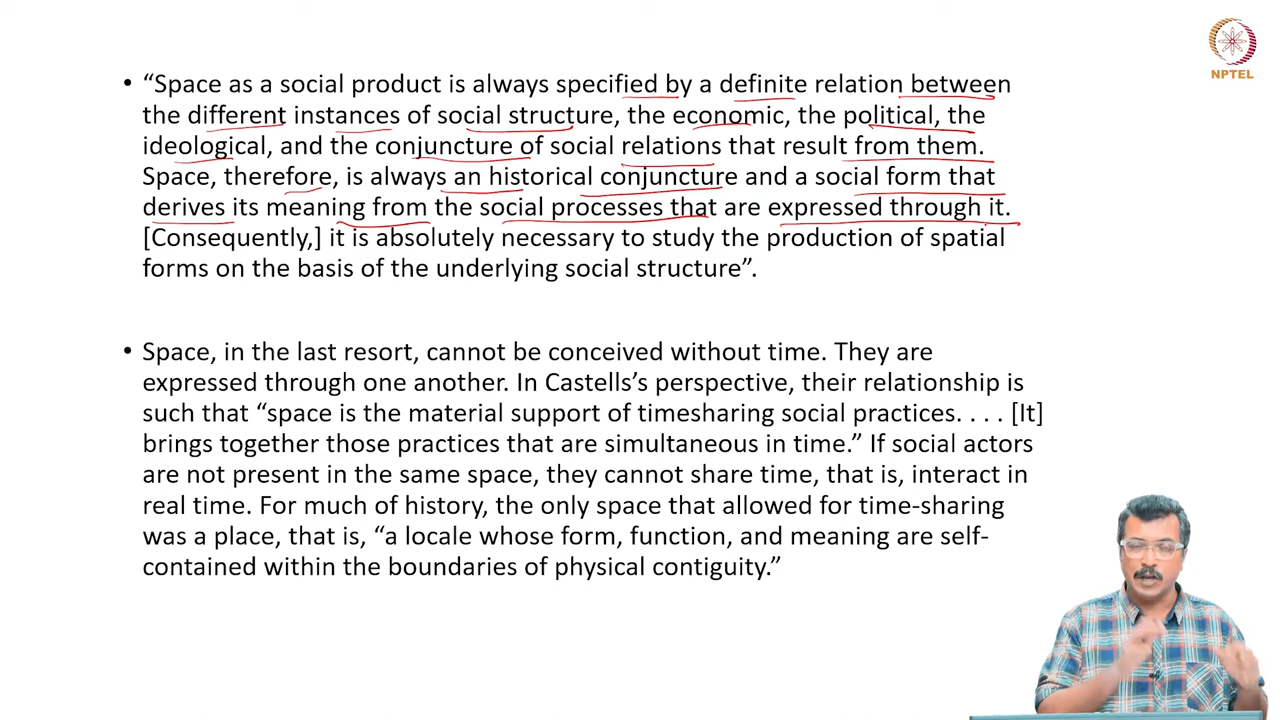 NPTEL
• “Space as a social product is always specified by a definite relation between
the different instances of social structure, the economic, the political, the
ideological, and the conjuncture of social relations that result from them.
Space, therefore, is always an historical conjuncture and a social form that
derives its meaning from the social processes that are expressed through it.
[Consequently,] it is absolutely necessary to study the production of spatial
forms on the basis of the underlying social structure”.
• Space, in the last resort, cannot be conceived without time. They are
expressed through one another. In Castells’s perspective, their relationship is
such that “space is the material support of timesharing social practices. . . . [It]
brings together those practices that are simultaneous in time.” If social actors
are not present in the same space, they cannot share time, that is, interact in
real time. For much of history, the only space that allowed for time-sharing
was a place, that is, “a locale whose form, function, and meaning are self-
contained within the boundaries of physical contiguity.”